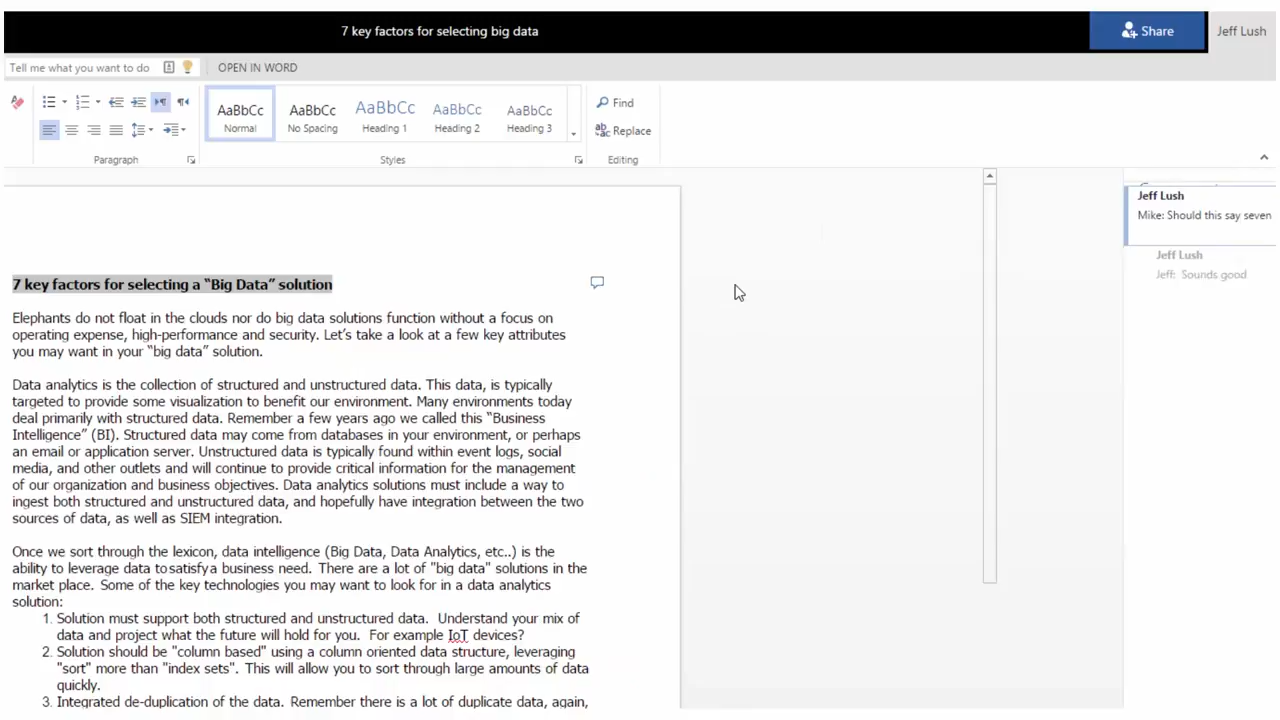 7 key factors for selecting big data
Share
Jeff Lush
Tell me what you want to do
OPEN IN WORD
AaBbCc
AaBbCc
AaBbCc
AaBbCc
AaBbCc
Normal
No Spacing
Heading 1
Heading 2
Heading 3
Find
Replace
Paragraph
Styles
Editing
Jeff Lush
Mike: Should this say seven
Jeff Lush
Jeff: Sounds good
7 key factors for selecting a “Big Data” solution
Elephants do not float in the clouds nor do big data solutions function without a focus on
operating expense, high-performance and security. Let’s take a look at a few key attributes
you may want in your “big data” solution.
Data analytics is the collection of structured and unstructured data. This data, is typically
targeted to provide some visualization to benefit our environment. Many environments today
deal primarily with structured data. Remember a few years ago we called this “Business
Intelligence” (BI). Structured data may come from databases in your environment, or perhaps
an email or application server. Unstructured data is typically found within event logs, social
media, and other outlets and will continue to provide critical information for the management
of our organization and business objectives. Data analytics solutions must include a way to
ingest both structured and unstructured data, and hopefully have integration between the two
sources of data, as well as SIEM integration.
Once we sort through the lexicon, data intelligence (Big Data, Data Analytics, etc..) is the
ability to leverage data to satisfy a business need. There are a lot of "big data" solutions in the
market place. Some of the key technologies you may want to look for in a data analytics
solution:
1. Solution must support both structured and unstructured data. Understand your mix of
data and project what the future will hold for you. For example IoT devices?
2. Solution should be "column based" using a column oriented data structure, leveraging
"sort" more than "index sets". This will allow you to sort through large amounts of data
quickly.
3. Integrated de-duplication of the data. Remember there is a lot of duplicate data, again,